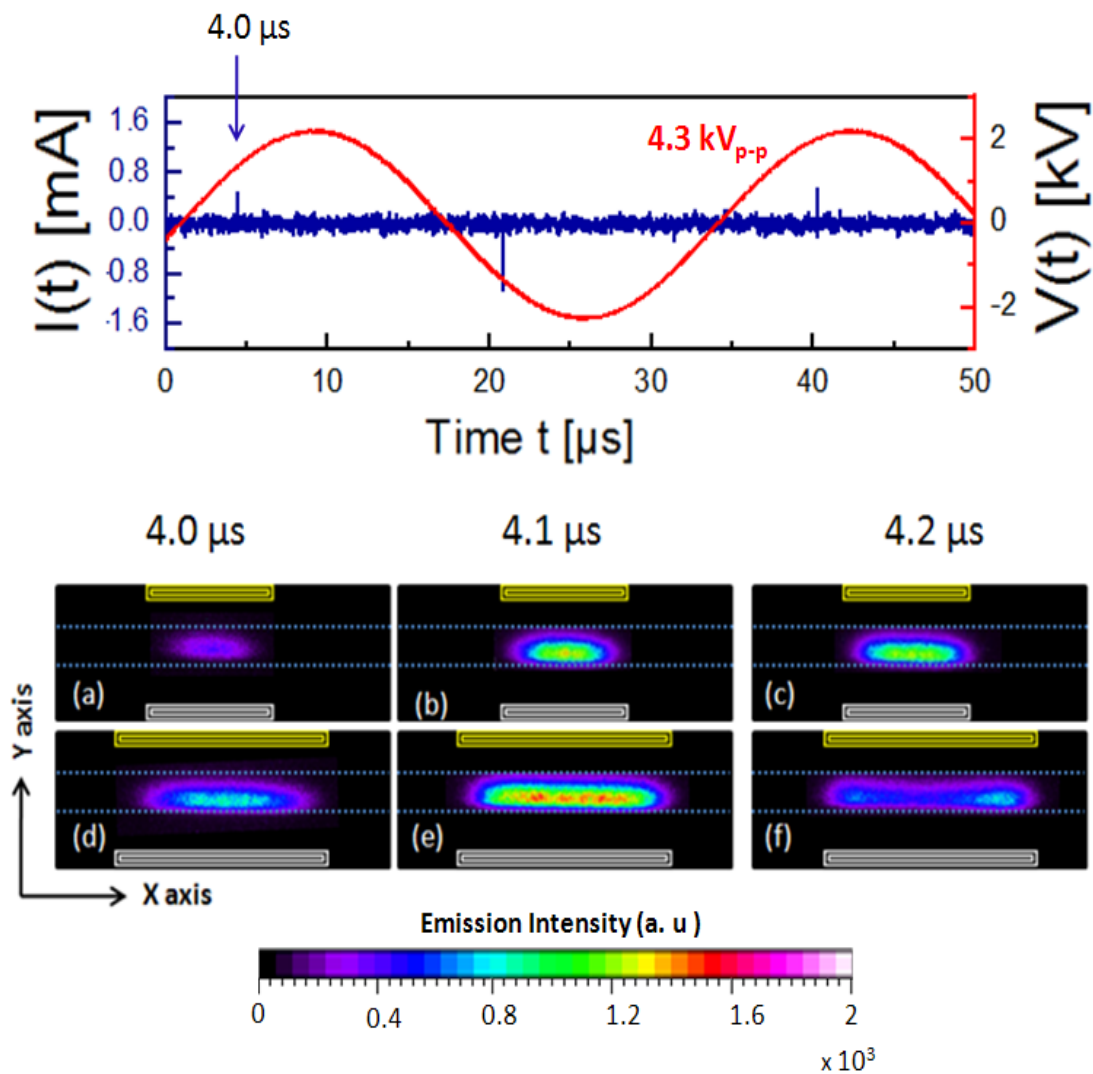 4.0 µs
I(t) [mA]
1.6
0.8
0.0
-0.8
-1.6
4.3 kVp-p
2
0
-2
V(t) [kV]
0 10 20 30 40 50
Time t [µs]
4.0 µs 4.1 µs 4.2 µs
(a) (b) (c)
Y axis
(d) (e) (f)
X axis
Emission Intensity (a. u )
0 0.4 0.8 1.2 1.6 2
x 10³